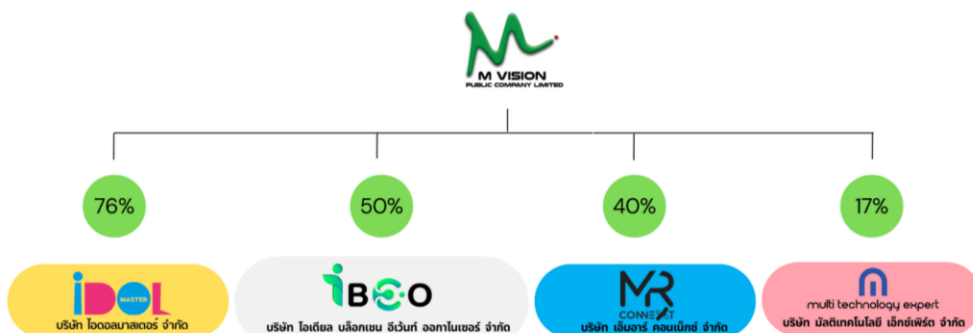 M VISION
PUBLIC COMPANY LIMITED
76%
50%
40%
17%
iDOL
MASTER
บริษัท ไอดอลมาสเตอร์ จำกัด
iBEO
บริษัท ไอเดียล บล็อกเชน อีเว้นท์ ออกาไนเซอร์ จำกัด
MR
CONNEXT
บริษัท เอ็มอาร์ คอนเน็กซ์ จำกัด
multi technology expert
บริษัท มัลติเทคโนโลยี เอ็กซ์เพิร์ต จำกัด